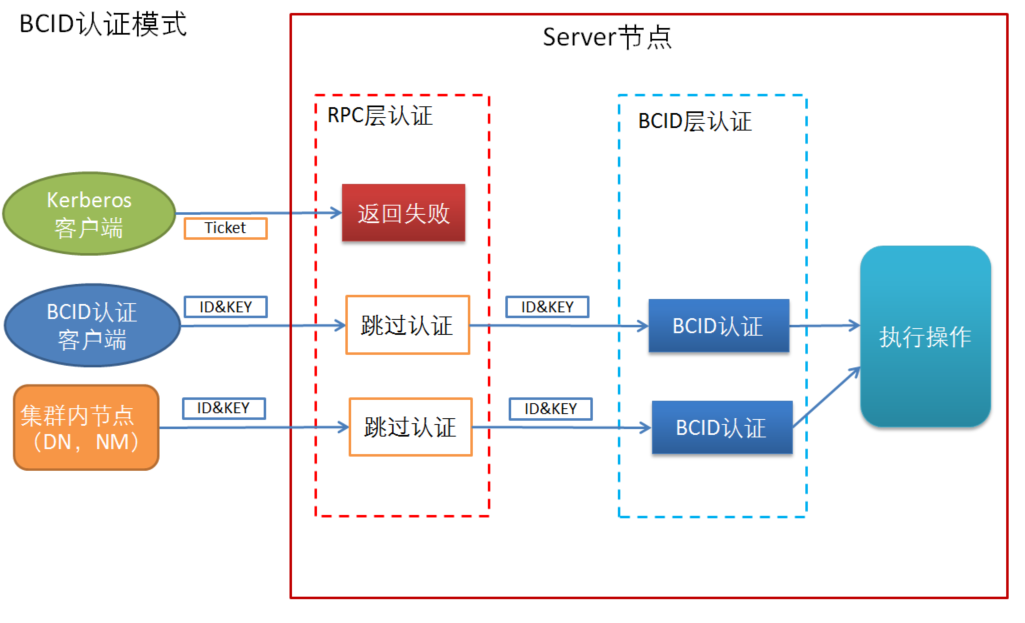 BCID认证模式
Server节点
RPC层认证
BCID层认证
Kerberos
客户端
Ticket
返回失败
BCID认证
客户端
ID&KEY
跳过认证
ID&KEY
BCID认证
执行操作
集群内节点
（DN，NM）
ID&KEY
跳过认证
ID&KEY
BCID认证